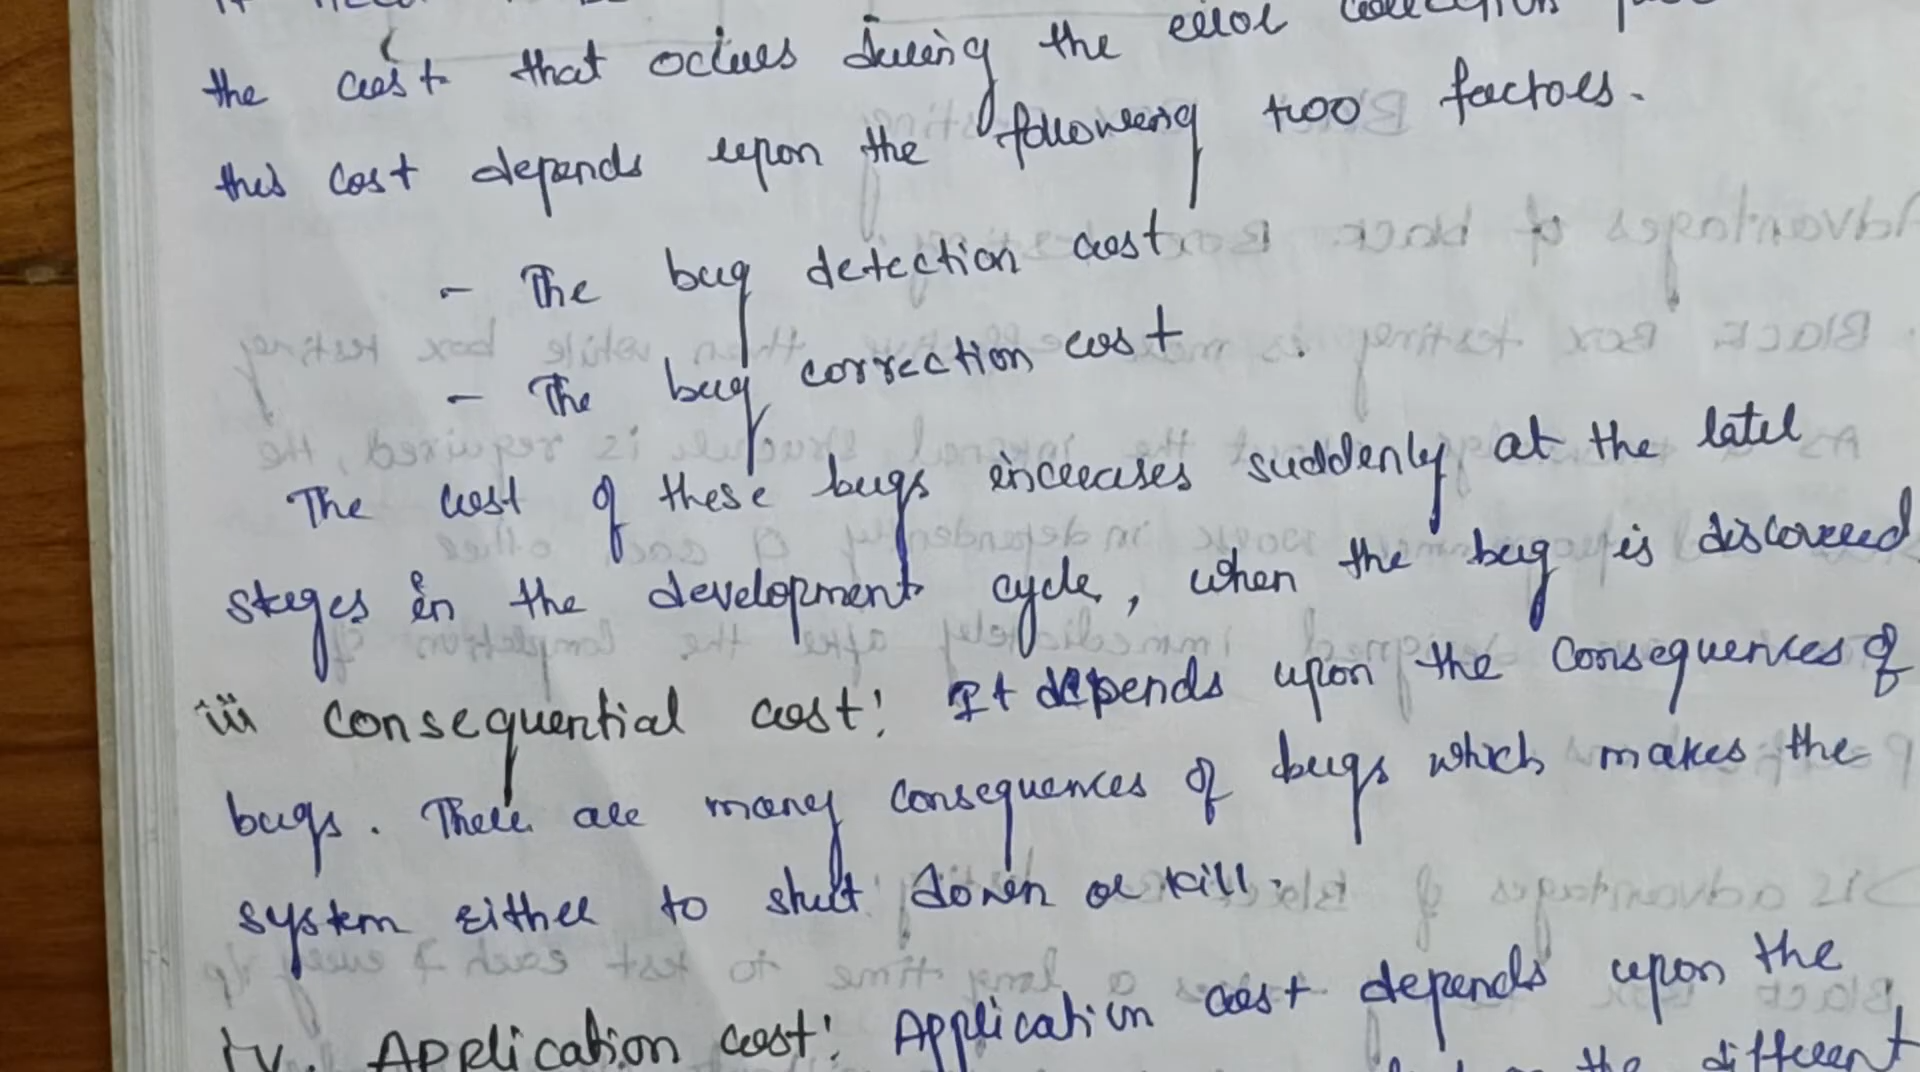 the cost that occurs during the error correction
this cost depends upon the following two factors.
- The bug detection cost
- The bug correction cost
The cost of these bugs increases suddenly at the later
stages in the development cycle, when the bug is discovered
iii Consequential cost: It depends upon the consequences of
bugs. There are many consequences of bugs which makes the
system either to shut down or kill.
iv. Application cost: Application cost depends upon the
the different